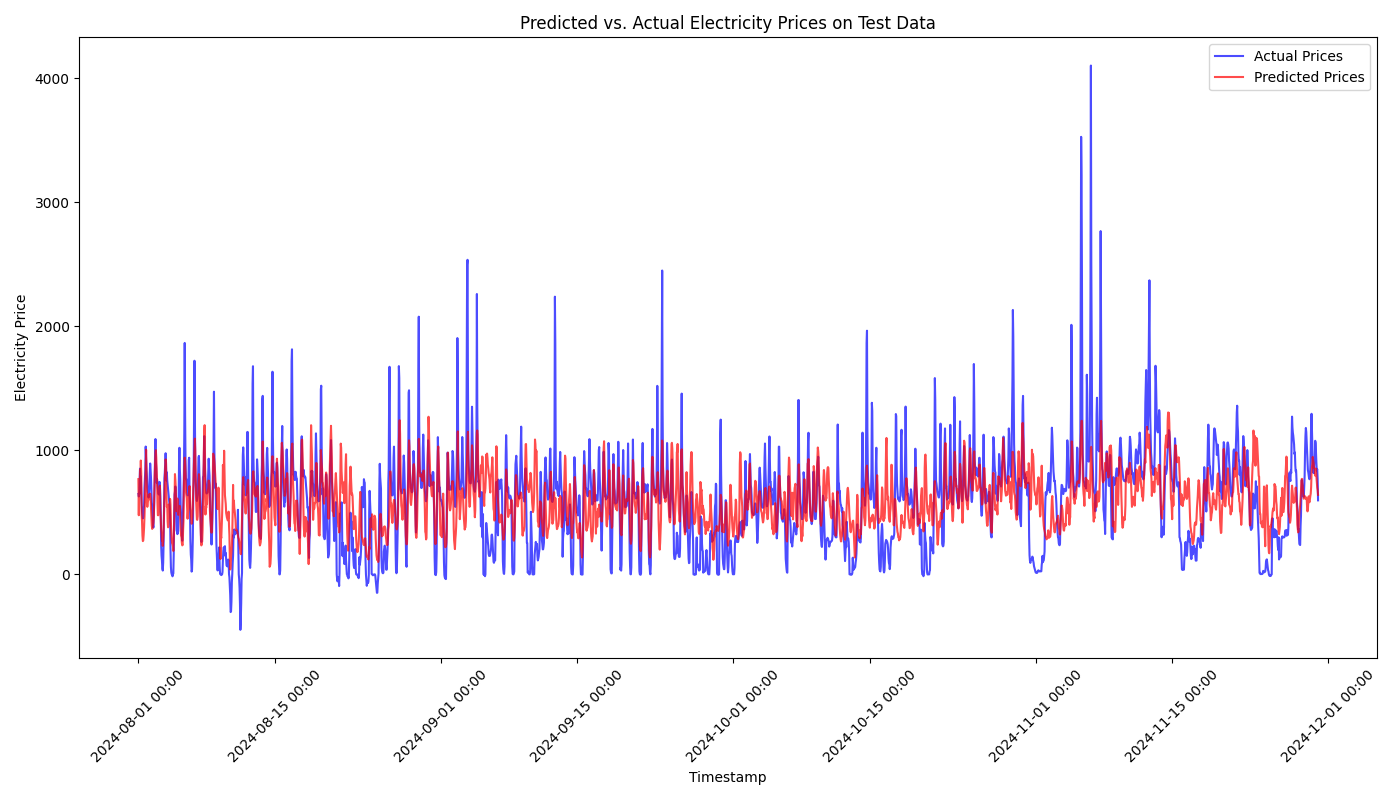 Predicted vs. Actual Electricity Prices on Test Data
Actual Prices
Predicted Prices
Electricity Price
4000
3000
2000
1000
0
2024-08-01 00:00
2024-08-15 00:00
2024-09-01 00:00
2024-09-15 00:00
2024-10-01 00:00
2024-10-15 00:00
2024-11-01 00:00
2024-11-15 00:00
2024-12-01 00:00
Timestamp